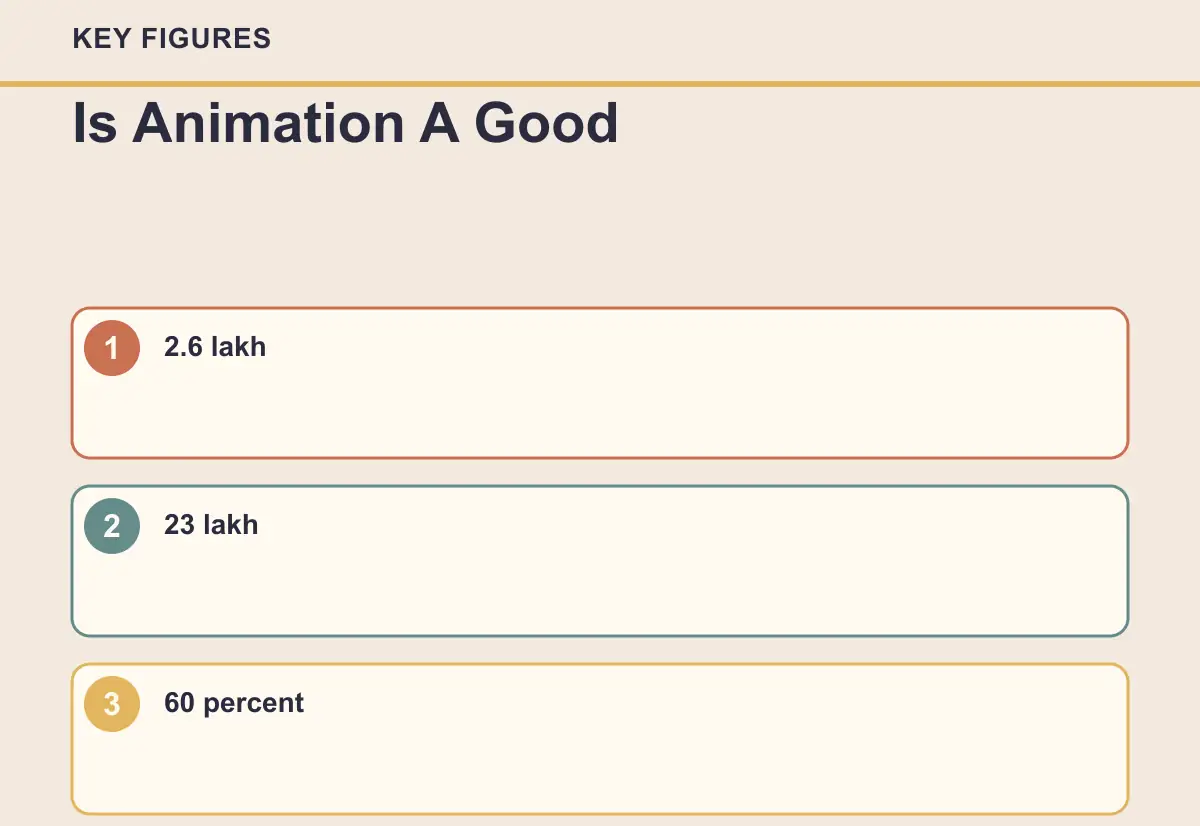 KEY FIGURES
Is Animation A Good
1 2.6 lakh
2 23 lakh
3 60 percent